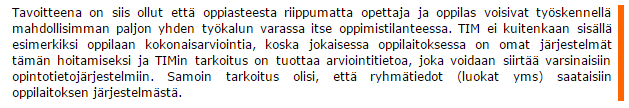 Tavoitteena on siis ollut että oppiasteesta riippumatta opettaja ja oppilas voisivat työskennellä
mahdollisimman paljon yhden työkalun varassa itse oppimistilanteessa. TIM ei kuitenkaan sisällä
esimerkiksi oppilaan kokonaisarviointia, koska jokaisessa oppilaitoksessa on omat järjestelmät
tämän hoitamiseksi ja TIMin tarkoitus on tuottaa arviointitietoa, joka voidaan siirtää varsinaisiin
opintotietojärjestelmiin. Samoin tarkoitus olisi, että ryhmätiedot (luokat yms) saataisiin
oppilaitoksen järjestelmästä.